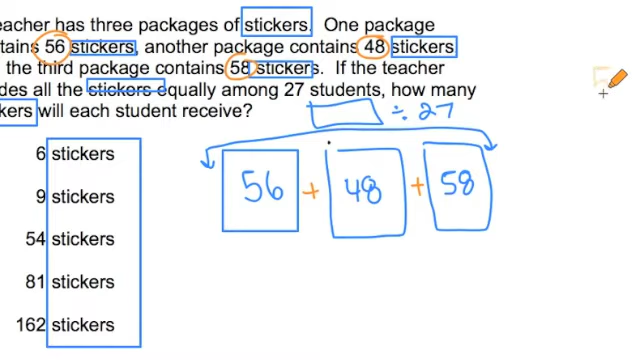 eacher has three packages of stickers. One package
tains 56 stickers, another package contains 48 stickers
the third package contains 58 stickers. If the teacher
des all the stickers equally among 27 students, how many
kers will each student receive?
÷ 27
6 stickers
56 + 48 + 58
9 stickers
54 stickers
81 stickers
162 stickers